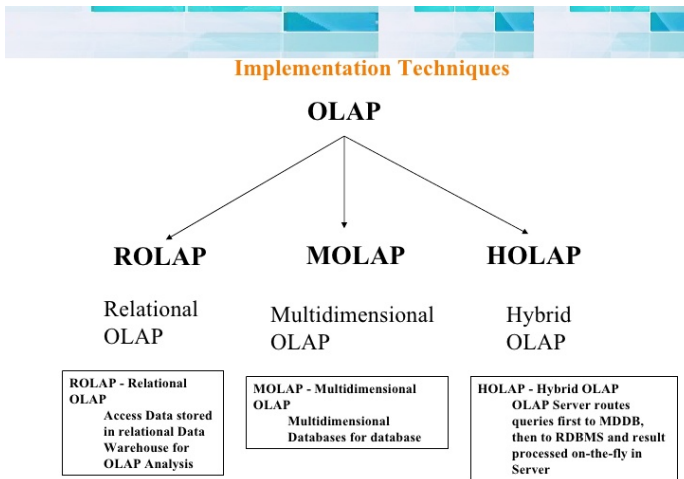 Implementation Techniques
OLAP
ROLAP
MOLAP
HOLAP
Relational
OLAP
Multidimensional
OLAP
Hybrid
OLAP
ROLAP - Relational
OLAP
Access Data stored
in relational Data
Warehouse for
OLAP Analysis
MOLAP - Multidimensional
OLAP
Multidimensional
Databases for database
HOLAP - Hybrid OLAP
OLAP Server routes
queries first to MDDB,
then to RDBMS and result
processed on-the-fly in
Server